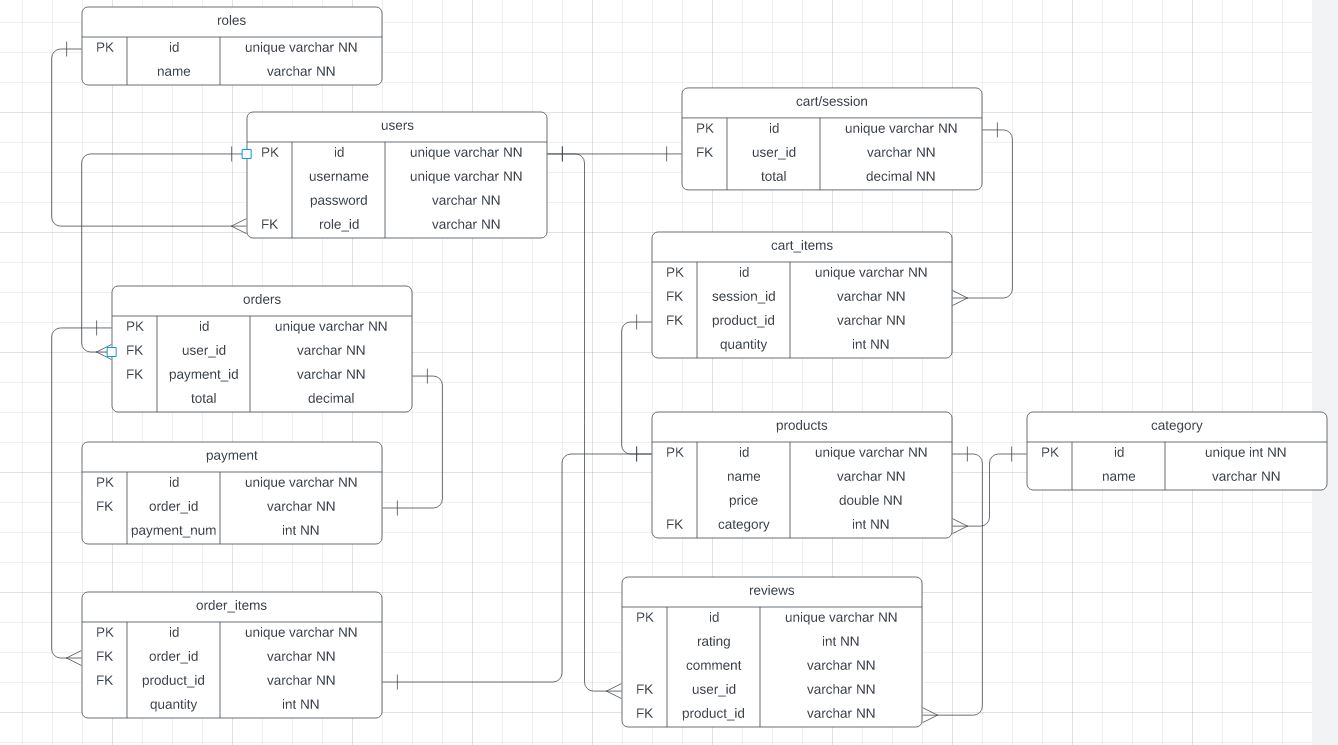 roles
PK id unique varchar NN
name varchar NN
users
PK id unique varchar NN
username unique varchar NN
password varchar NN
FK role_id varchar NN
cart/session
PK id unique varchar NN
FK user_id varchar NN
total decimal NN
cart_items
PK id unique varchar NN
FK session_id varchar NN
FK product_id varchar NN
quantity int NN
orders
PK id unique varchar NN
FK user_id varchar NN
FK payment_id varchar NN
total decimal
payment
PK id unique varchar NN
FK order_id varchar NN
payment_num int NN
products
PK id unique varchar NN
name varchar NN
price double NN
FK category int NN
category
PK id unique int NN
name varchar NN
order_items
PK id unique varchar NN
FK order_id varchar NN
FK product_id varchar NN
quantity int NN
reviews
PK id unique varchar NN
rating int NN
comment varchar NN
FK user_id varchar NN
FK product_id varchar NN